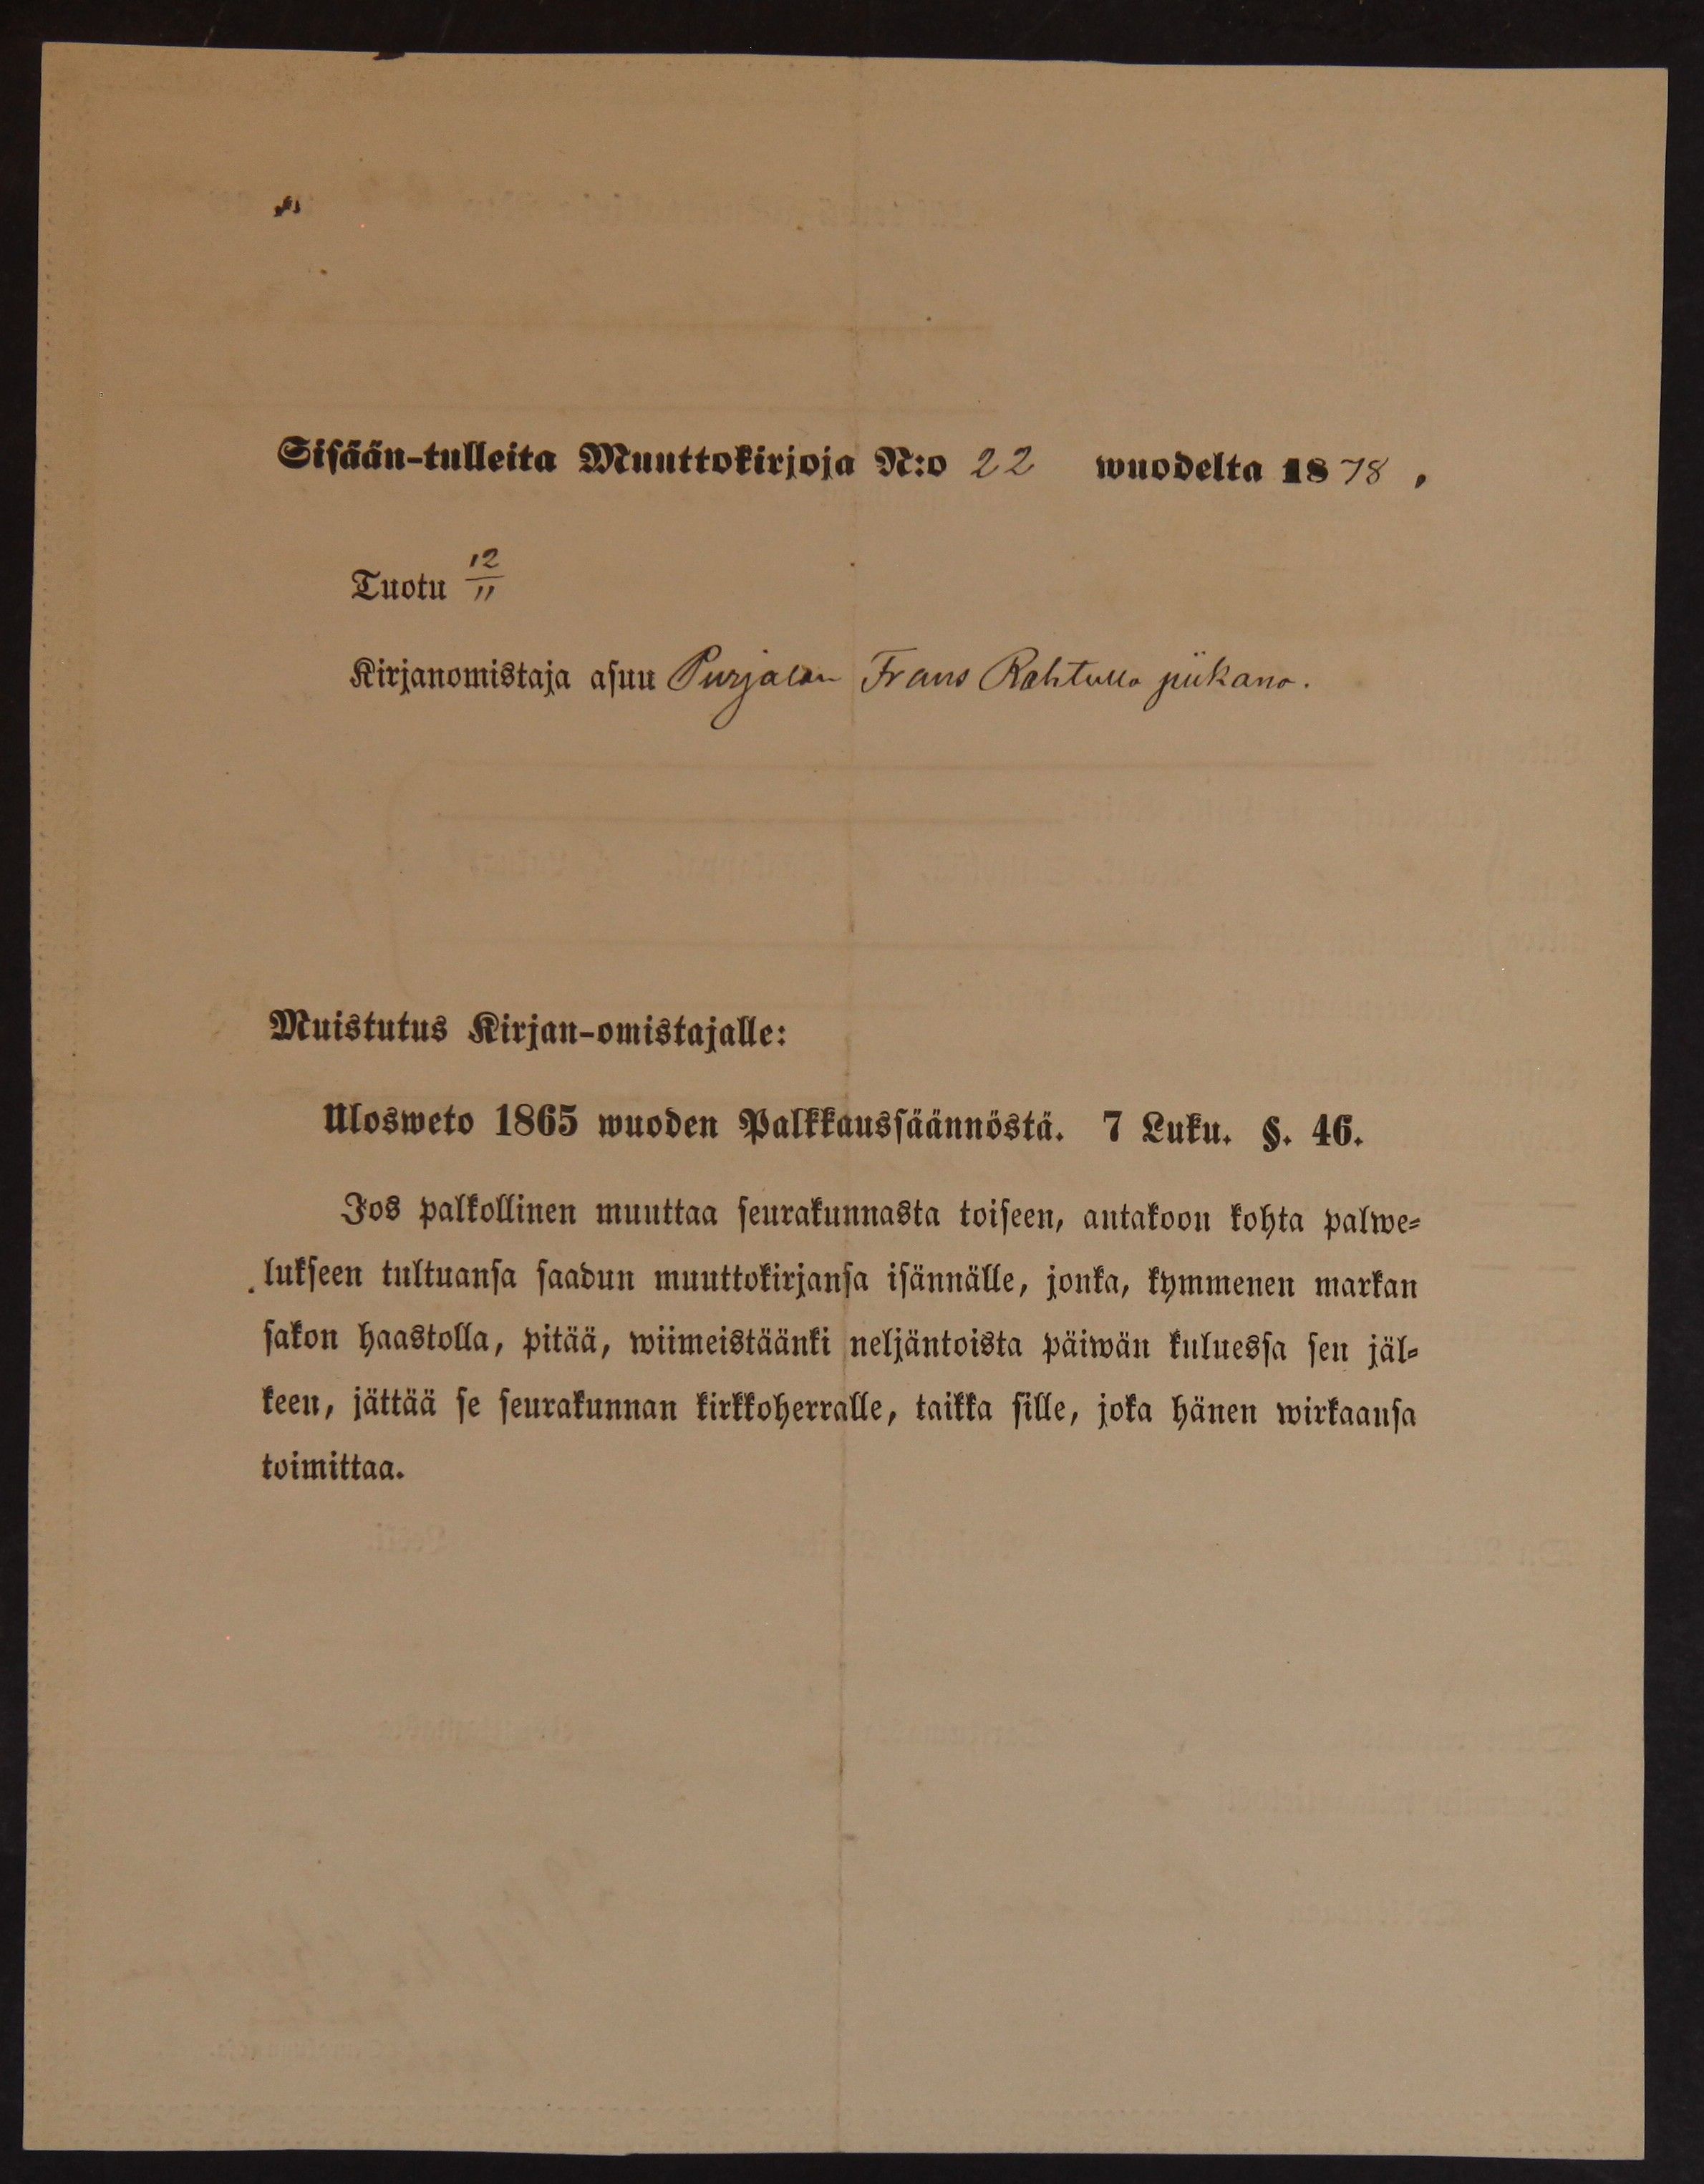 Sisään-tulleita Muuttokirjoja N:o 22 wuodelta 1878.
Tuotu 12/11
Kirjanomistaja asuu Purjalan Frans Rahtulla piikana.
Muistutus Kirjan-omistajalle:
Ulosweto 1865 wuoden Palkkaussäännöstä. 7 Luku. §. 46.
Jos palkollinen muuttaa seurakunnasta toiseen, antakoon kohta palwe-
lukseen tultuansa saadun muuttokirjansa isännälle, jonka, kymmenen markan
sakon haastolla, pitää, wiimeistäänki neljäntoista päiwän kuluessa sen jäl-
keen, jättää se seurakunnan kirkkoherralle, taikka sille, joka hänen wirkaansa
toimittaa.